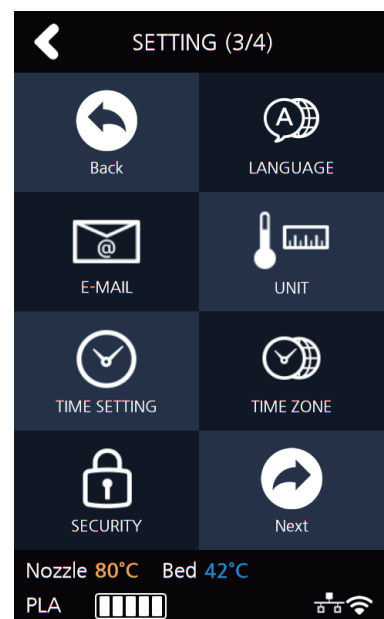 SETTING (3/4)
Back
LANGUAGE
E-MAIL
UNIT
TIME SETTING
TIME ZONE
SECURITY
Next
Nozzle 80°C Bed 42°C
PLA